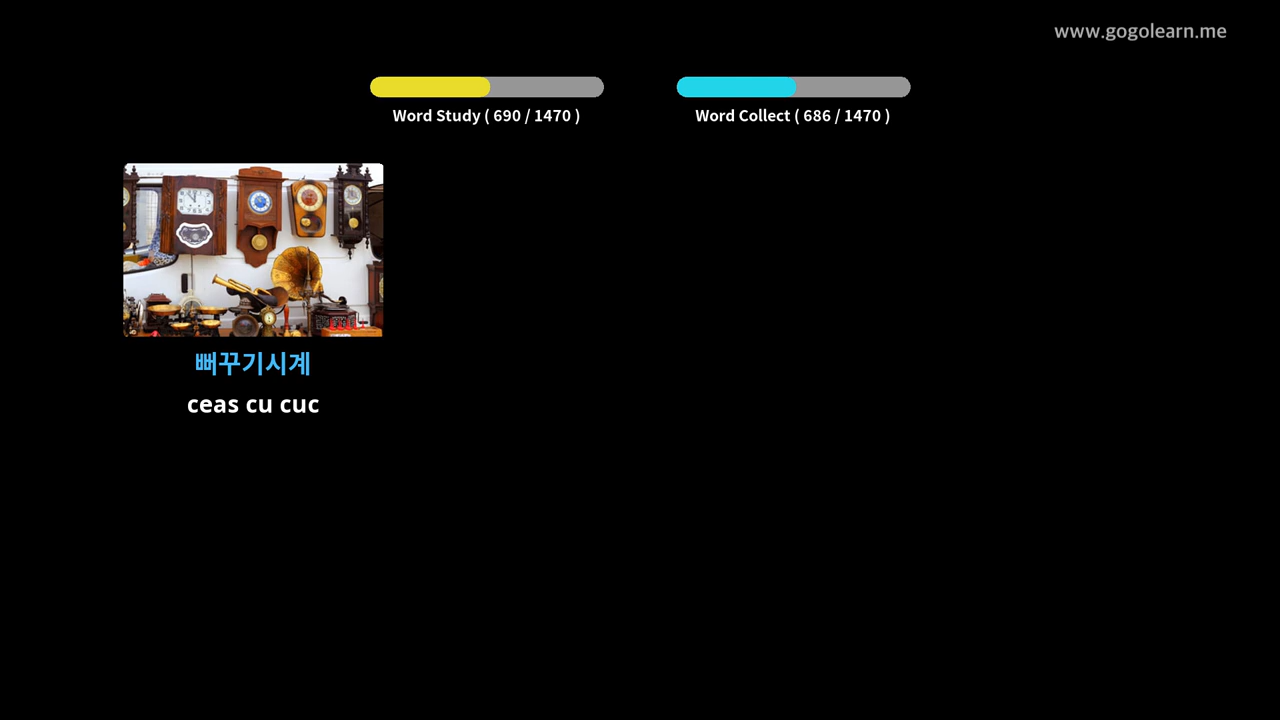 www.gogolearn.me
Word Study ( 690 / 1470 )
Word Collect ( 686 / 1470 )
뻐꾸기시계
ceas cu cuc